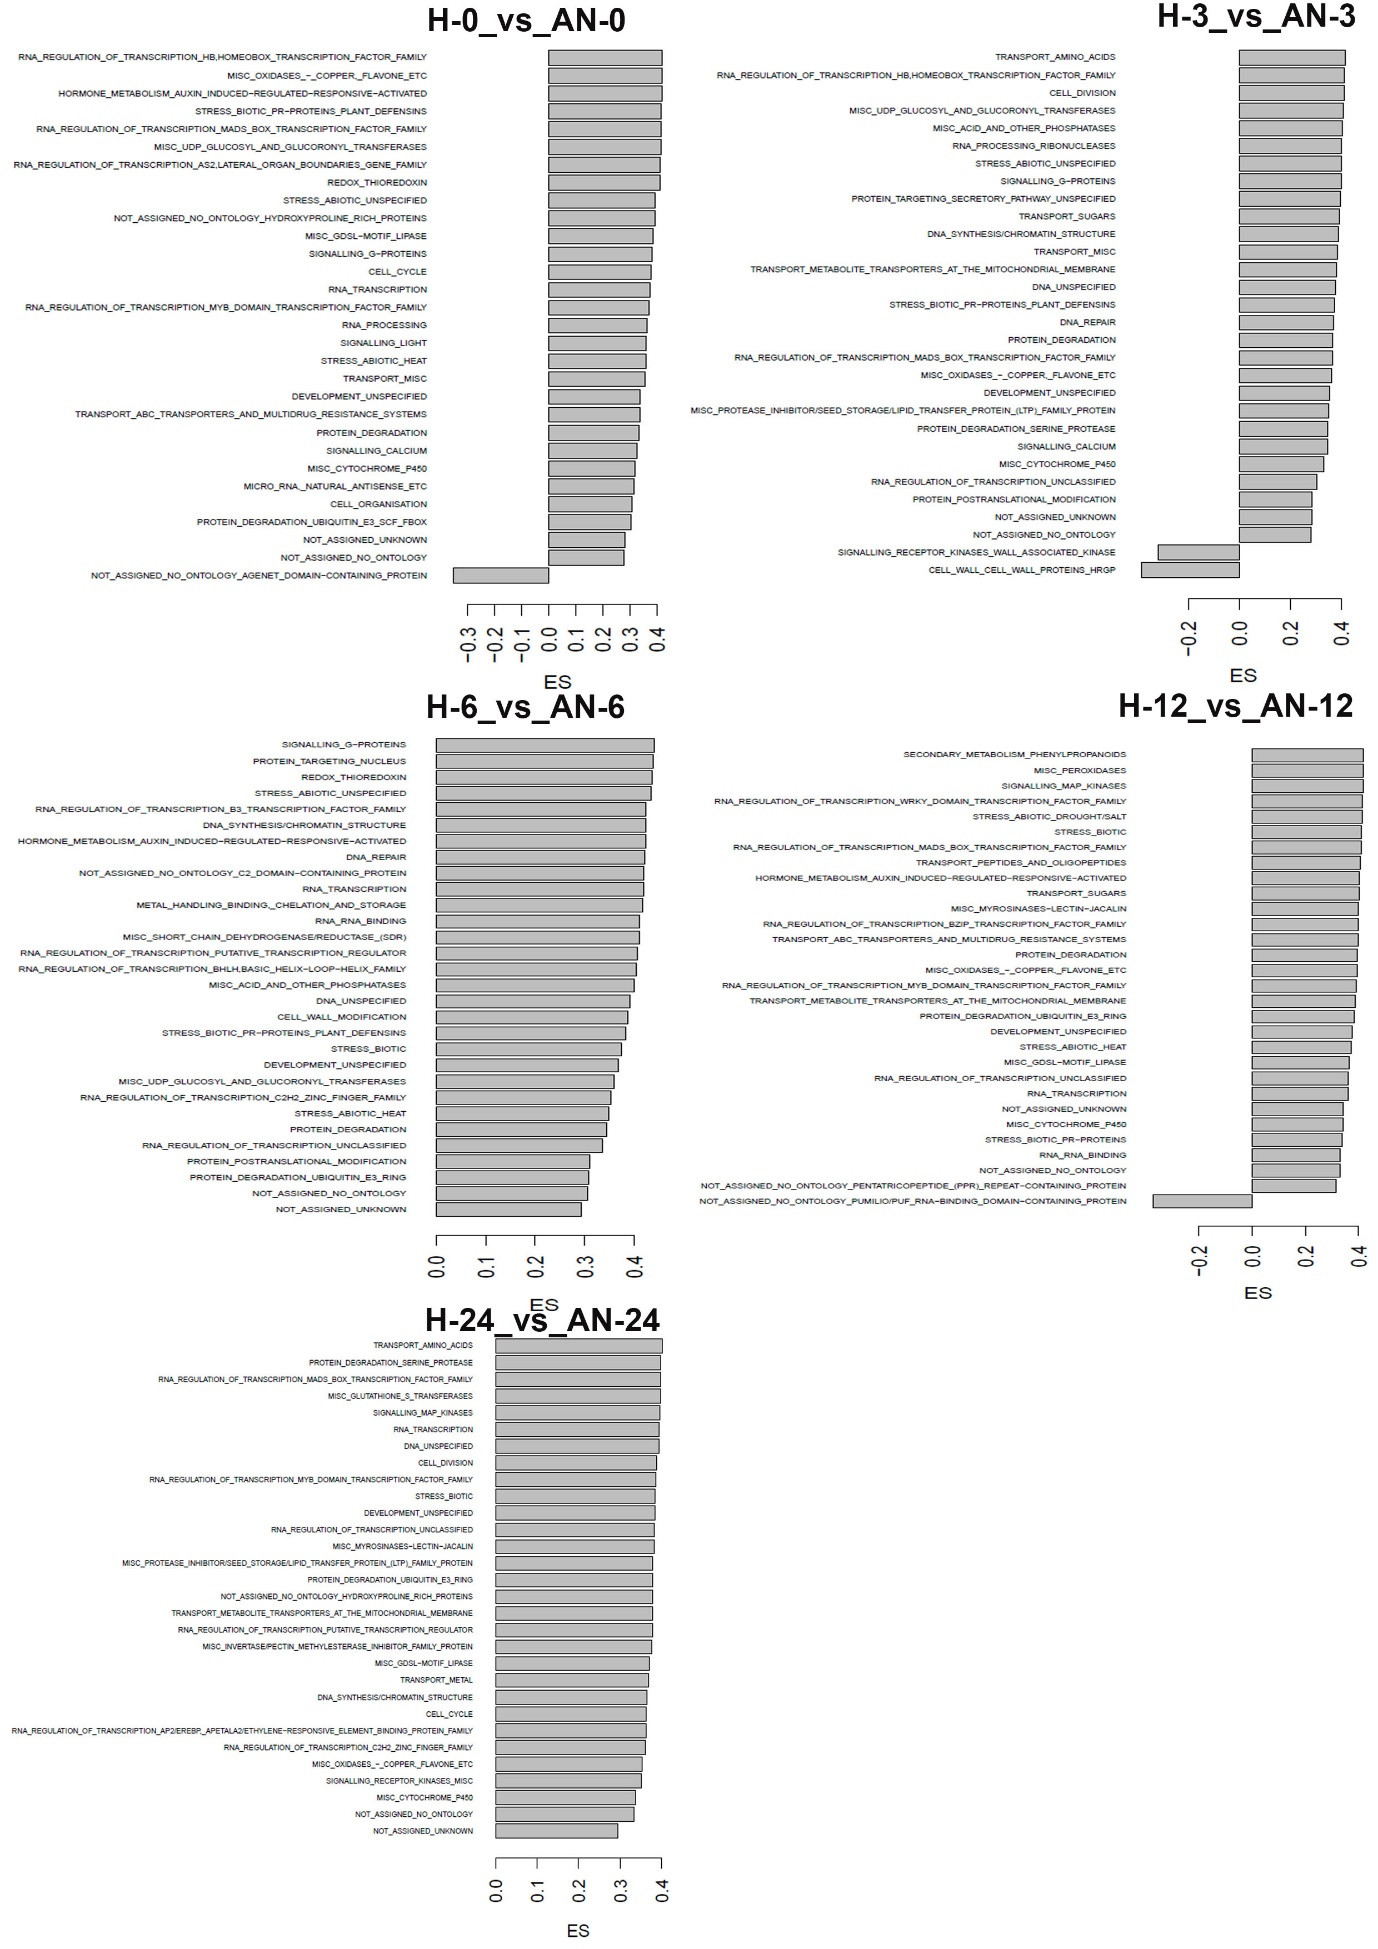 H-0_vs_AN-0
RNA_REGULATION_OF_TRANSCRIPTION_HB,HOMEOBOX_TRANSCRIPTION_FACTOR_FAMILY
MISC_OXIDASES_−_COPPER,_FLAVONE_ETC
HORMONE_METABOLISM_AUXIN_INDUCED−REGULATED−RESPONSIVE−ACTIVATED
STRESS_BIOTIC_PR−PROTEINS_PLANT_DEFENSINS
RNA_REGULATION_OF_TRANSCRIPTION_MADS_BOX_TRANSCRIPTION_FACTOR_FAMILY
MISC_UDP_GLUCOSYL_AND_GLUCORONYL_TRANSFERASES
RNA_REGULATION_OF_TRANSCRIPTION_AS2,LATERAL_ORGAN_BOUNDARIES_GENE_FAMILY
REDOX_THIOREDOXIN
STRESS_ABIOTIC_UNSPECIFIED
NOT_ASSIGNED_NO_ONTOLOGY_HYDROXYPROLINE_RICH_PROTEINS
MISC_GDSL−MOTIF_LIPASE
SIGNALLING_G−PROTEINS
CELL_CYCLE
RNA_TRANSCRIPTION
RNA_REGULATION_OF_TRANSCRIPTION_MYB_DOMAIN_TRANSCRIPTION_FACTOR_FAMILY
RNA_PROCESSING
SIGNALLING_LIGHT
STRESS_ABIOTIC_HEAT
TRANSPORT_MISC
DEVELOPMENT_UNSPECIFIED
TRANSPORT_ABC_TRANSPORTERS_AND_MULTIDRUG_RESISTANCE_SYSTEMS
PROTEIN_DEGRADATION
SIGNALLING_CALCIUM
MISC_CYTOCHROME_P450
MICRO_RNA,_NATURAL_ANTISENSE_ETC
CELL_ORGANISATION
PROTEIN_DEGRADATION_UBIQUITIN_E3_SCF_FBOX
NOT_ASSIGNED_UNKNOWN
NOT_ASSIGNED_NO_ONTOLOGY
NOT_ASSIGNED_NO_ONTOLOGY_AGENET_DOMAIN−CONTAINING_PROTEIN
−0.3 −0.2 −0.1 0.0 0.1 0.2 0.3 0.4
ES
H-3_vs_AN-3
TRANSPORT_AMINO_ACIDS
RNA_REGULATION_OF_TRANSCRIPTION_HB,HOMEOBOX_TRANSCRIPTION_FACTOR_FAMILY
CELL_DIVISION
MISC_UDP_GLUCOSYL_AND_GLUCORONYL_TRANSFERASES
MISC_ACID_AND_OTHER_PHOSPHATASES
RNA_PROCESSING_RIBONUCLEASES
STRESS_ABIOTIC_UNSPECIFIED
SIGNALLING_G−PROTEINS
PROTEIN_TARGETING_SECRETORY_PATHWAY_UNSPECIFIED
TRANSPORT_SUGARS
DNA_SYNTHESIS/CHROMATIN_STRUCTURE
TRANSPORT_MISC
TRANSPORT_METABOLITE_TRANSPORTERS_AT_THE_MITOCHONDRIAL_MEMBRANE
DNA_UNSPECIFIED
STRESS_BIOTIC_PR−PROTEINS_PLANT_DEFENSINS
DNA_REPAIR
PROTEIN_DEGRADATION
RNA_REGULATION_OF_TRANSCRIPTION_MADS_BOX_TRANSCRIPTION_FACTOR_FAMILY
MISC_OXIDASES_−_COPPER,_FLAVONE_ETC
DEVELOPMENT_UNSPECIFIED
MISC_PROTEASE_INHIBITOR/SEED_STORAGE/LIPID_TRANSFER_PROTEIN_(LTP)_FAMILY_PROTEIN
PROTEIN_DEGRADATION_SERINE_PROTEASE
SIGNALLING_CALCIUM
MISC_CYTOCHROME_P450
RNA_REGULATION_OF_TRANSCRIPTION_UNCLASSIFIED
PROTEIN_POSTRANSLATIONAL_MODIFICATION
NOT_ASSIGNED_UNKNOWN
NOT_ASSIGNED_NO_ONTOLOGY
SIGNALLING_RECEPTOR_KINASES_WALL_ASSOCIATED_KINASE
CELL_WALL_CELL_WALL_PROTEINS_HRGP
−0.2 0.0 0.2 0.4
ES
H-6_vs_AN-6
SIGNALLING_G−PROTEINS
PROTEIN_TARGETING_NUCLEUS
REDOX_THIOREDOXIN
STRESS_ABIOTIC_UNSPECIFIED
RNA_REGULATION_OF_TRANSCRIPTION_B3_TRANSCRIPTION_FACTOR_FAMILY
DNA_SYNTHESIS/CHROMATIN_STRUCTURE
HORMONE_METABOLISM_AUXIN_INDUCED−REGULATED−RESPONSIVE−ACTIVATED
DNA_REPAIR
NOT_ASSIGNED_NO_ONTOLOGY_C2_DOMAIN−CONTAINING_PROTEIN
RNA_TRANSCRIPTION
METAL_HANDLING_BINDING,_CHELATION_AND_STORAGE
RNA_RNA_BINDING
MISC_SHORT_CHAIN_DEHYDROGENASE/REDUCTASE_(SDR)
RNA_REGULATION_OF_TRANSCRIPTION_PUTATIVE_TRANSCRIPTION_REGULATOR
RNA_REGULATION_OF_TRANSCRIPTION_BHLH,BASIC_HELIX−LOOP−HELIX_FAMILY
MISC_ACID_AND_OTHER_PHOSPHATASES
DNA_UNSPECIFIED
CELL_WALL_MODIFICATION
STRESS_BIOTIC_PR−PROTEINS_PLANT_DEFENSINS
STRESS_BIOTIC
DEVELOPMENT_UNSPECIFIED
MISC_UDP_GLUCOSYL_AND_GLUCORONYL_TRANSFERASES
RNA_REGULATION_OF_TRANSCRIPTION_C2H2_ZINC_FINGER_FAMILY
STRESS_ABIOTIC_HEAT
PROTEIN_DEGRADATION
RNA_REGULATION_OF_TRANSCRIPTION_UNCLASSIFIED
PROTEIN_POSTRANSLATIONAL_MODIFICATION
PROTEIN_DEGRADATION_UBIQUITIN_E3_RING
NOT_ASSIGNED_NO_ONTOLOGY
NOT_ASSIGNED_UNKNOWN
0.0 0.1 0.2 0.3 0.4
ES
H-12_vs_AN-12
SECONDARY_METABOLISM_PHENYLPROPANOIDS
MISC_PEROXIDASES
SIGNALLING_MAP_KINASES
RNA_REGULATION_OF_TRANSCRIPTION_WRKY_DOMAIN_TRANSCRIPTION_FACTOR_FAMILY
STRESS_ABIOTIC_DROUGHT/SALT
STRESS_BIOTIC
RNA_REGULATION_OF_TRANSCRIPTION_MADS_BOX_TRANSCRIPTION_FACTOR_FAMILY
TRANSPORT_PEPTIDES_AND_OLIGOPEPTIDES
HORMONE_METABOLISM_AUXIN_INDUCED−REGULATED−RESPONSIVE−ACTIVATED
TRANSPORT_SUGARS
MISC_MYROSINASES−LECTIN−JACALIN
RNA_REGULATION_OF_TRANSCRIPTION_BZIP_TRANSCRIPTION_FACTOR_FAMILY
TRANSPORT_ABC_TRANSPORTERS_AND_MULTIDRUG_RESISTANCE_SYSTEMS
PROTEIN_DEGRADATION
MISC_OXIDASES_−_COPPER,_FLAVONE_ETC
RNA_REGULATION_OF_TRANSCRIPTION_MYB_DOMAIN_TRANSCRIPTION_FACTOR_FAMILY
TRANSPORT_METABOLITE_TRANSPORTERS_AT_THE_MITOCHONDRIAL_MEMBRANE
PROTEIN_DEGRADATION_UBIQUITIN_E3_RING
DEVELOPMENT_UNSPECIFIED
STRESS_ABIOTIC_HEAT
MISC_GDSL−MOTIF_LIPASE
RNA_REGULATION_OF_TRANSCRIPTION_UNCLASSIFIED
RNA_TRANSCRIPTION
NOT_ASSIGNED_UNKNOWN
MISC_CYTOCHROME_P450
STRESS_BIOTIC_PR−PROTEINS
RNA_RNA_BINDING
NOT_ASSIGNED_NO_ONTOLOGY
NOT_ASSIGNED_NO_ONTOLOGY_PENTATRICOPEPTIDE_(PPR)_REPEAT−CONTAINING_PROTEIN
NOT_ASSIGNED_NO_ONTOLOGY_PUMILIO/PUF_RNA−BINDING_DOMAIN−CONTAINING_PROTEIN
−0.2 0.0 0.2 0.4
ES
H-24_vs_AN-24
TRANSPORT_AMINO_ACIDS
PROTEIN_DEGRADATION_SERINE_PROTEASE
RNA_REGULATION_OF_TRANSCRIPTION_MADS_BOX_TRANSCRIPTION_FACTOR_FAMILY
MISC_GLUTATHIONE_S_TRANSFERASES
SIGNALLING_MAP_KINASES
RNA_TRANSCRIPTION
DNA_UNSPECIFIED
CELL_DIVISION
RNA_REGULATION_OF_TRANSCRIPTION_MYB_DOMAIN_TRANSCRIPTION_FACTOR_FAMILY
STRESS_BIOTIC
DEVELOPMENT_UNSPECIFIED
RNA_REGULATION_OF_TRANSCRIPTION_UNCLASSIFIED
MISC_MYROSINASES−LECTIN−JACALIN
MISC_PROTEASE_INHIBITOR/SEED_STORAGE/LIPID_TRANSFER_PROTEIN_(LTP)_FAMILY_PROTEIN
PROTEIN_DEGRADATION_UBIQUITIN_E3_RING
NOT_ASSIGNED_NO_ONTOLOGY_HYDROXYPROLINE_RICH_PROTEINS
TRANSPORT_METABOLITE_TRANSPORTERS_AT_THE_MITOCHONDRIAL_MEMBRANE
RNA_REGULATION_OF_TRANSCRIPTION_PUTATIVE_TRANSCRIPTION_REGULATOR
MISC_INVERTASE/PECTIN_METHYLESTERASE_INHIBITOR_FAMILY_PROTEIN
MISC_GDSL−MOTIF_LIPASE
TRANSPORT_METAL
DNA_SYNTHESIS/CHROMATIN_STRUCTURE
CELL_CYCLE
RNA_REGULATION_OF_TRANSCRIPTION_AP2/EREBP,_APETALA2/ETHYLENE−RESPONSIVE_ELEMENT_BINDING_PROTEIN_FAMILY
RNA_REGULATION_OF_TRANSCRIPTION_C2H2_ZINC_FINGER_FAMILY
MISC_OXIDASES_−_COPPER,_FLAVONE_ETC
SIGNALLING_RECEPTOR_KINASES_MISC
MISC_CYTOCHROME_P450
NOT_ASSIGNED_NO_ONTOLOGY
NOT_ASSIGNED_UNKNOWN
0.0 0.1 0.2 0.3 0.4
ES